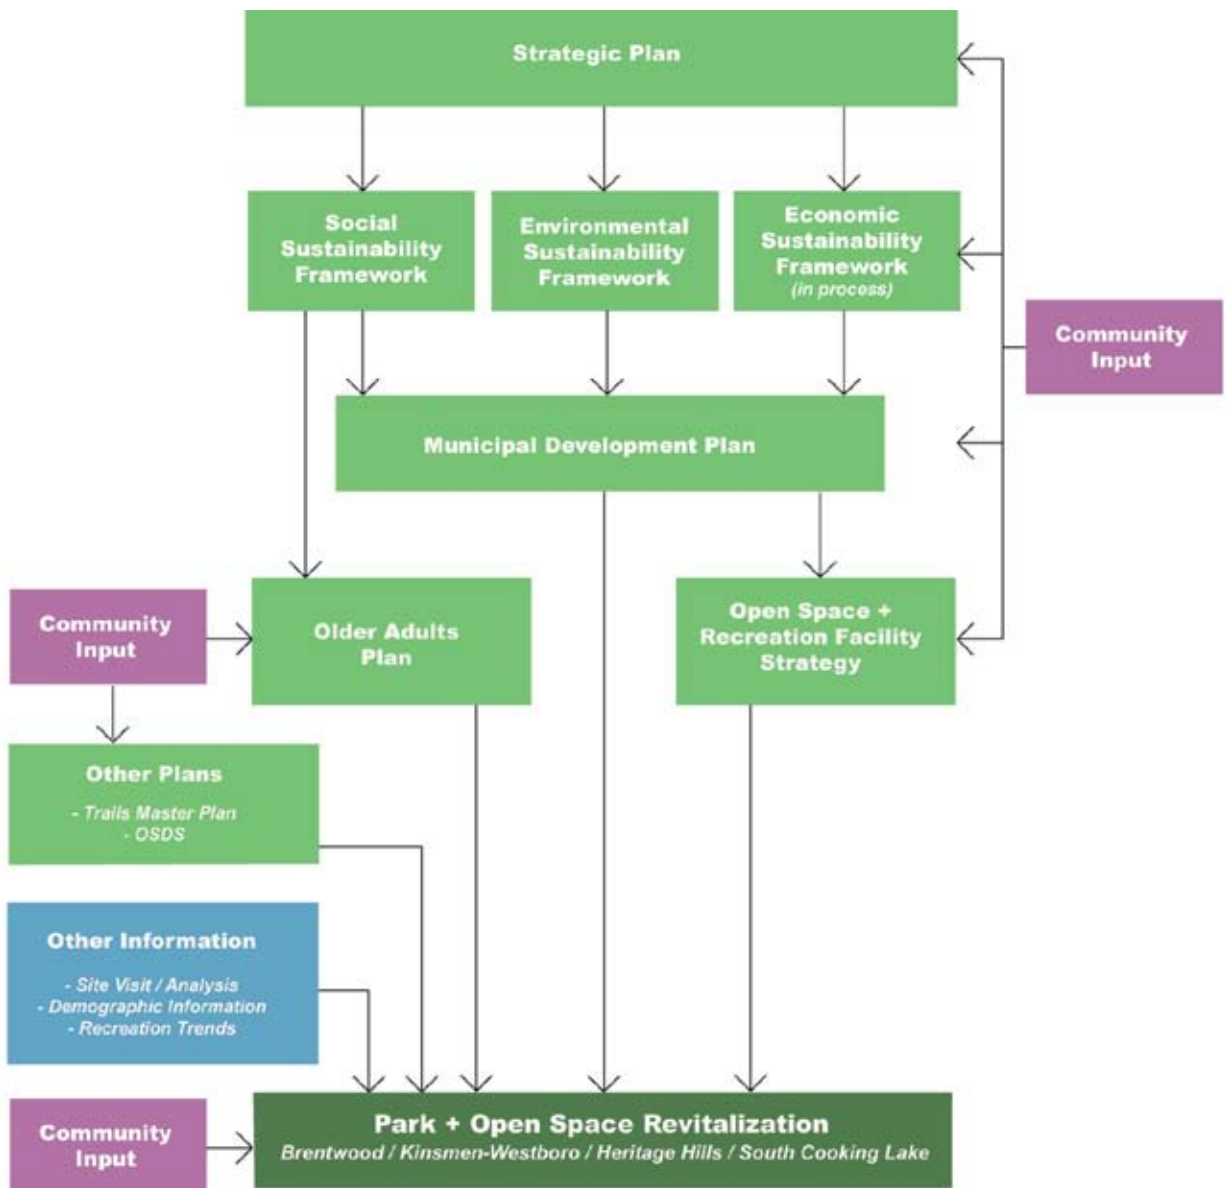 Strategic Plan
Social
Sustainability
Framework
Environmental
Sustainability
Framework
Economic
Sustainability
Framework
(in process)
Community
Input
Municipal Development Plan
Community
Input
Older Adults
Plan
Open Space +
Recreation Facility
Strategy
Other Plans
- Trails Master Plan
- OSDS
Other Information
- Site Visit / Analysis
- Demographic Information
- Recreation Trends
Community
Input
Park + Open Space Revitalization
Brentwood / Kinsmen-Westboro / Heritage Hills / South Cooking Lake